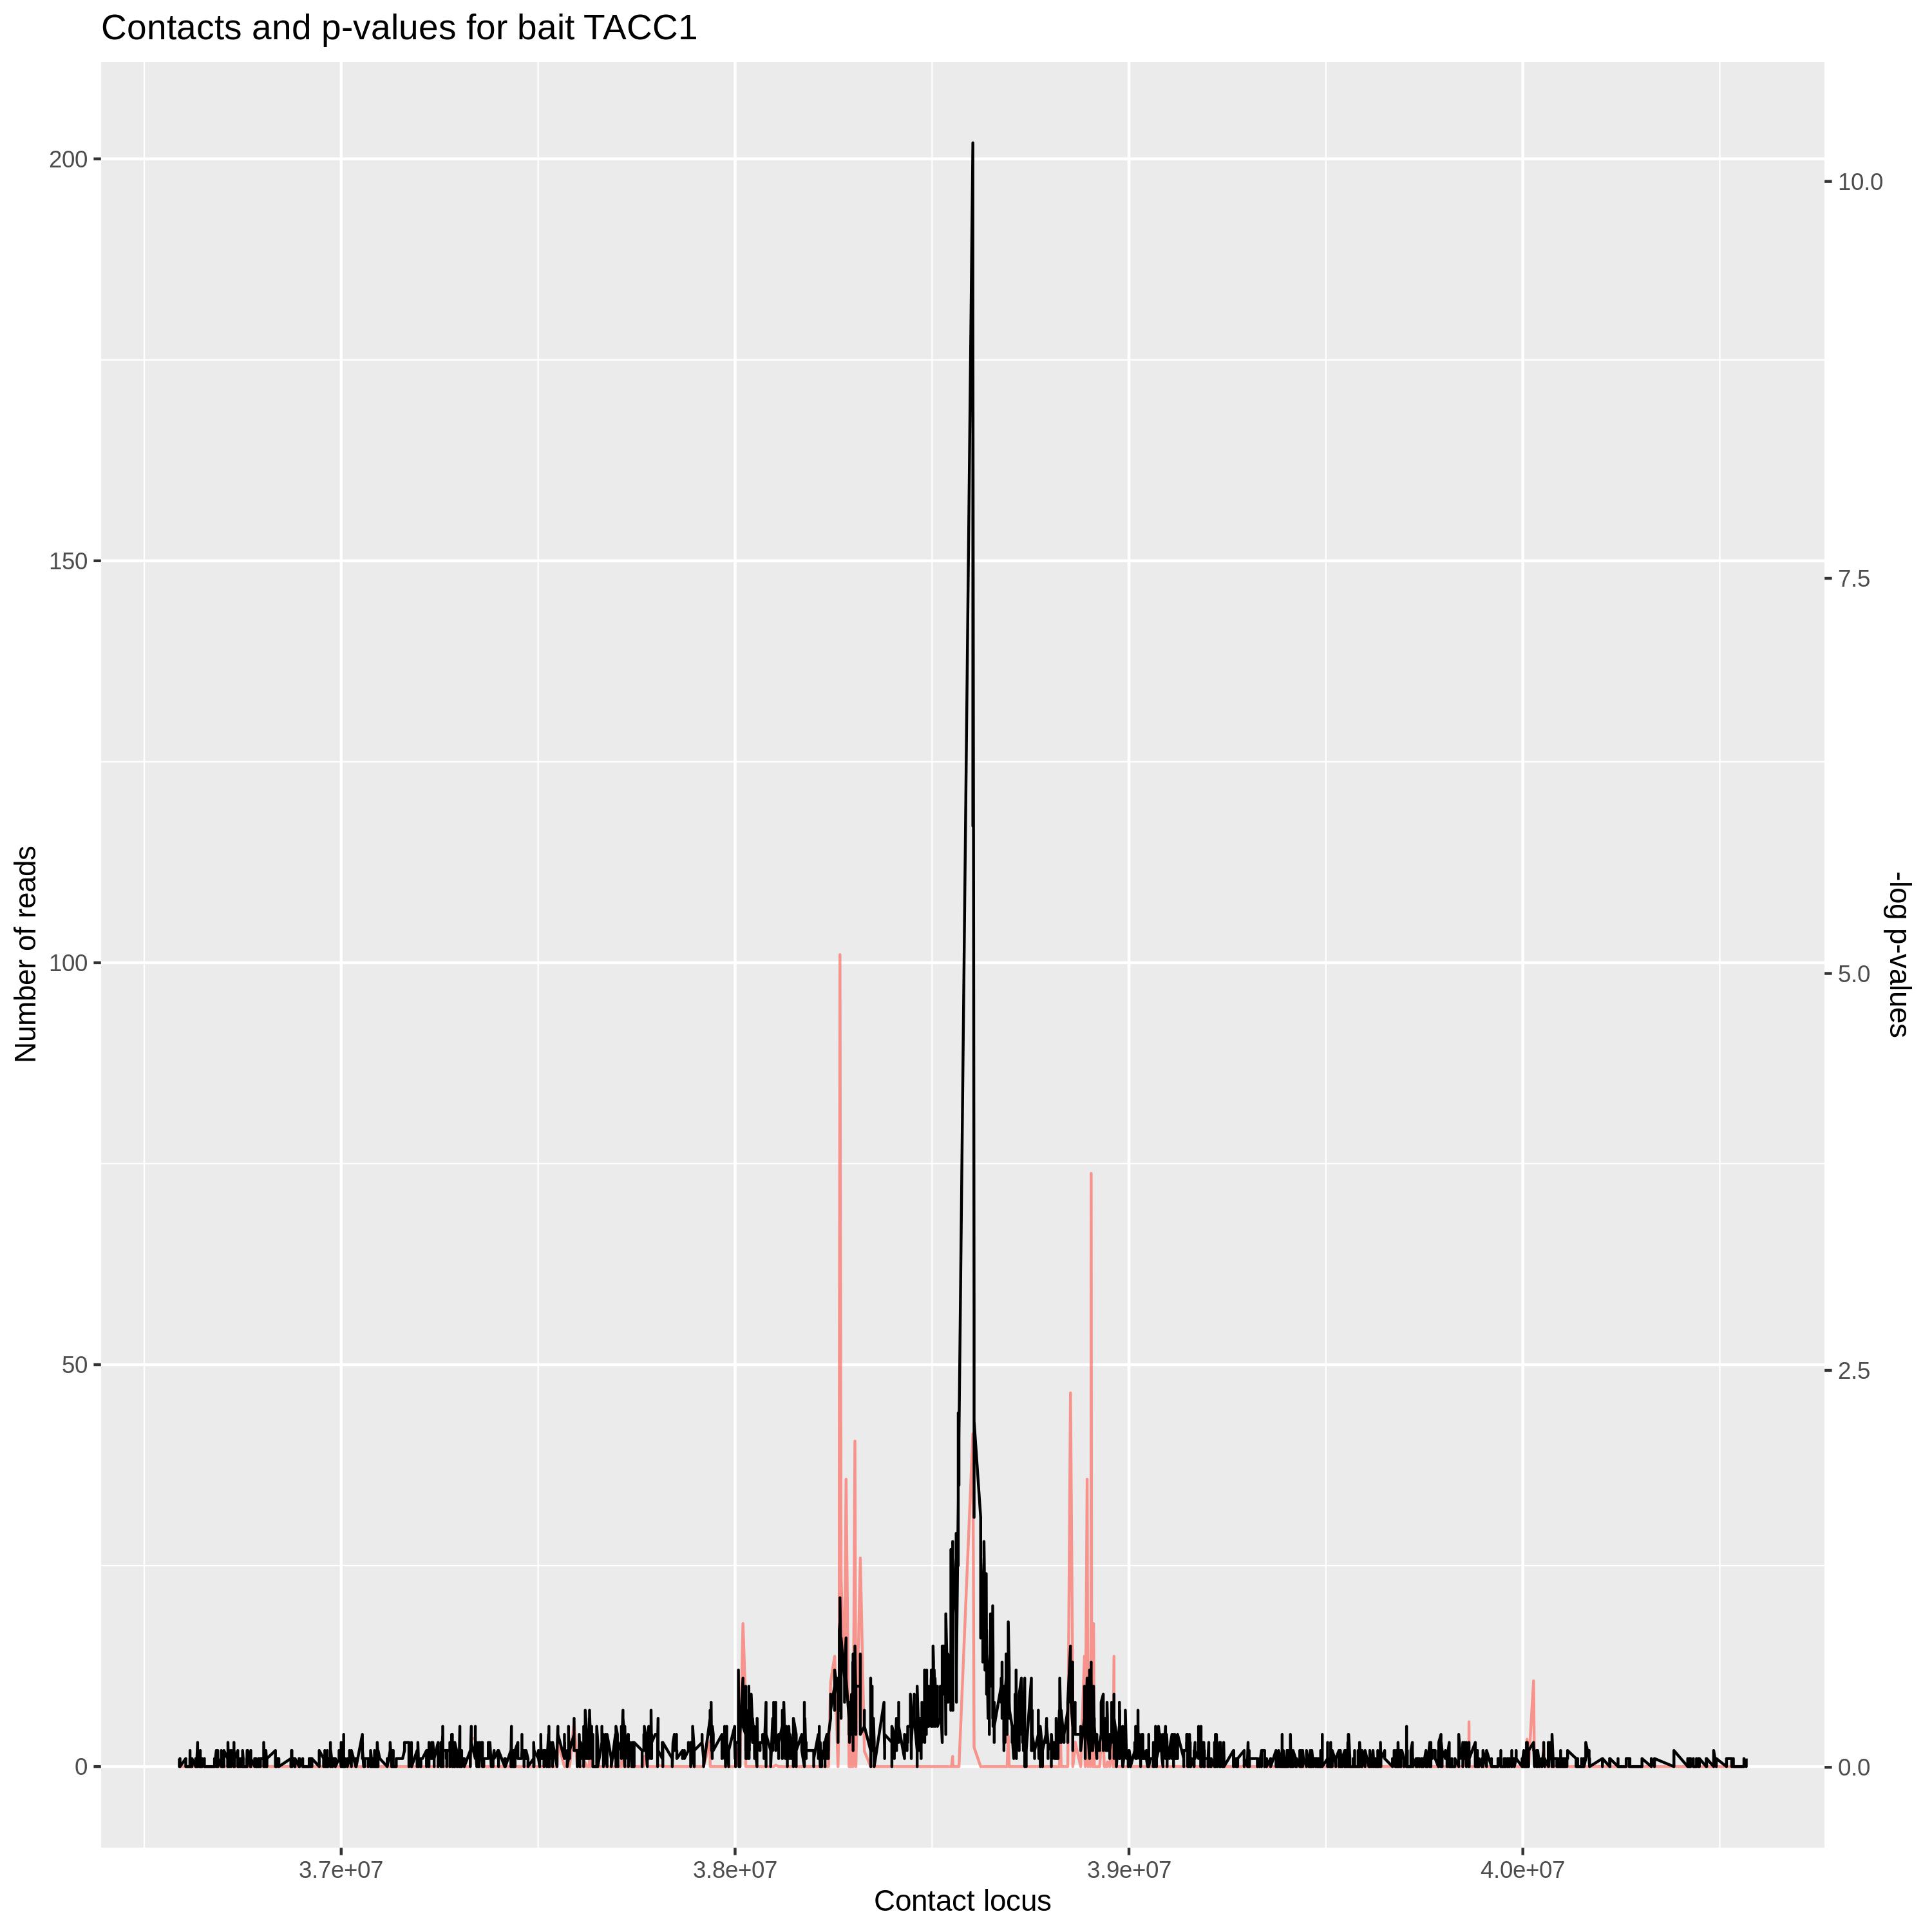 Contacts and p-values for bait TACC1
Number of reads
200
150
100
50
0
10.0
7.5
5.0
2.5
0.0
-log p-values
3.7e+07
3.8e+07
3.9e+07
4.0e+07
Contact locus